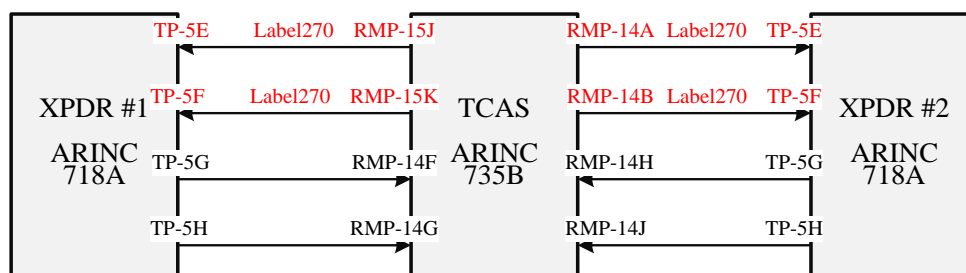 TP-5E Label270 RMP-15J RMP-14A Label270 TP-5E
TP-5F Label270 RMP-15K RMP-14B Label270 TP-5F
XPDR #1 TCAS XPDR #2
ARINC ARINC ARINC
TP-5G RMP-14F RMP-14H TP-5G
718A 735B 718A
TP-5H RMP-14G RMP-14J TP-5H